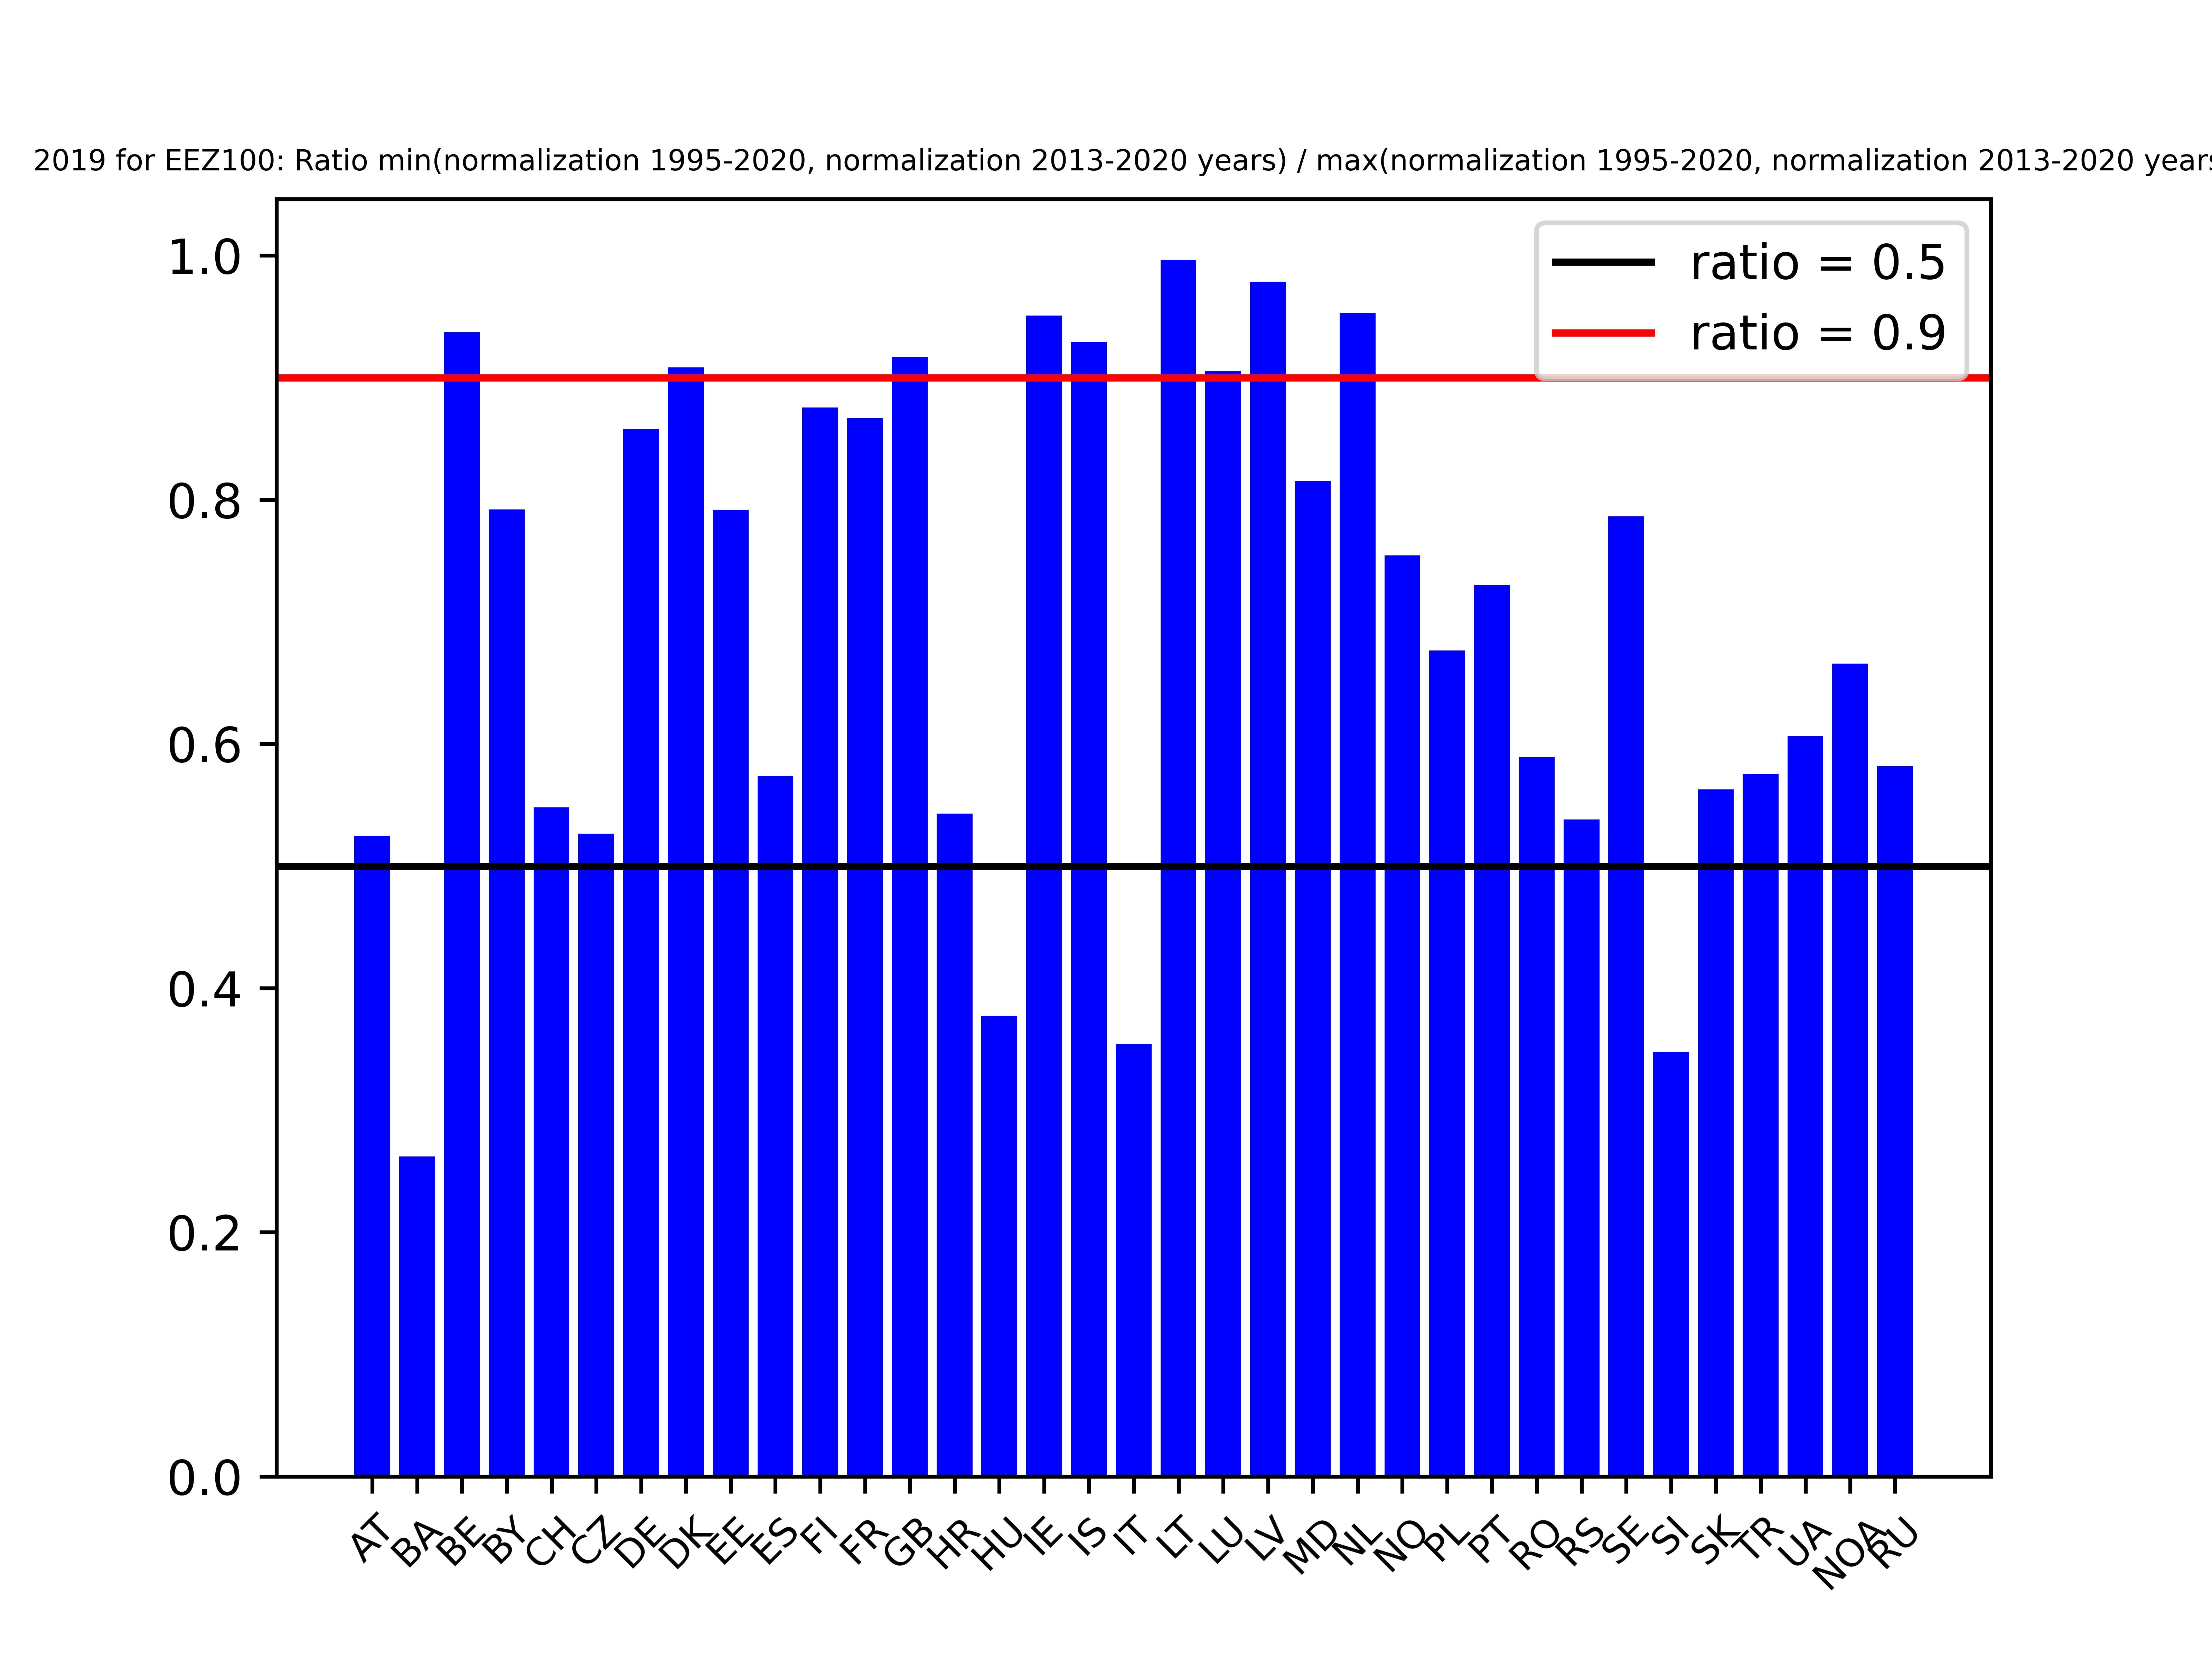 2019 for EEZ100: Ratio min(normalization 1995-2020, normalization 2013-2020 years) / max(normalization 1995-2020, normalization 2013-2020 years
ratio = 0.5
ratio = 0.9
1.0
0.8
0.6
0.4
0.2
0.0
AT BA BE BY CH CZ DE DK EE ES FI FR GB HR HU IE IS IT LT LU LV MD NL NO PL PT RO RS SE SI SK TR UA NOA RU